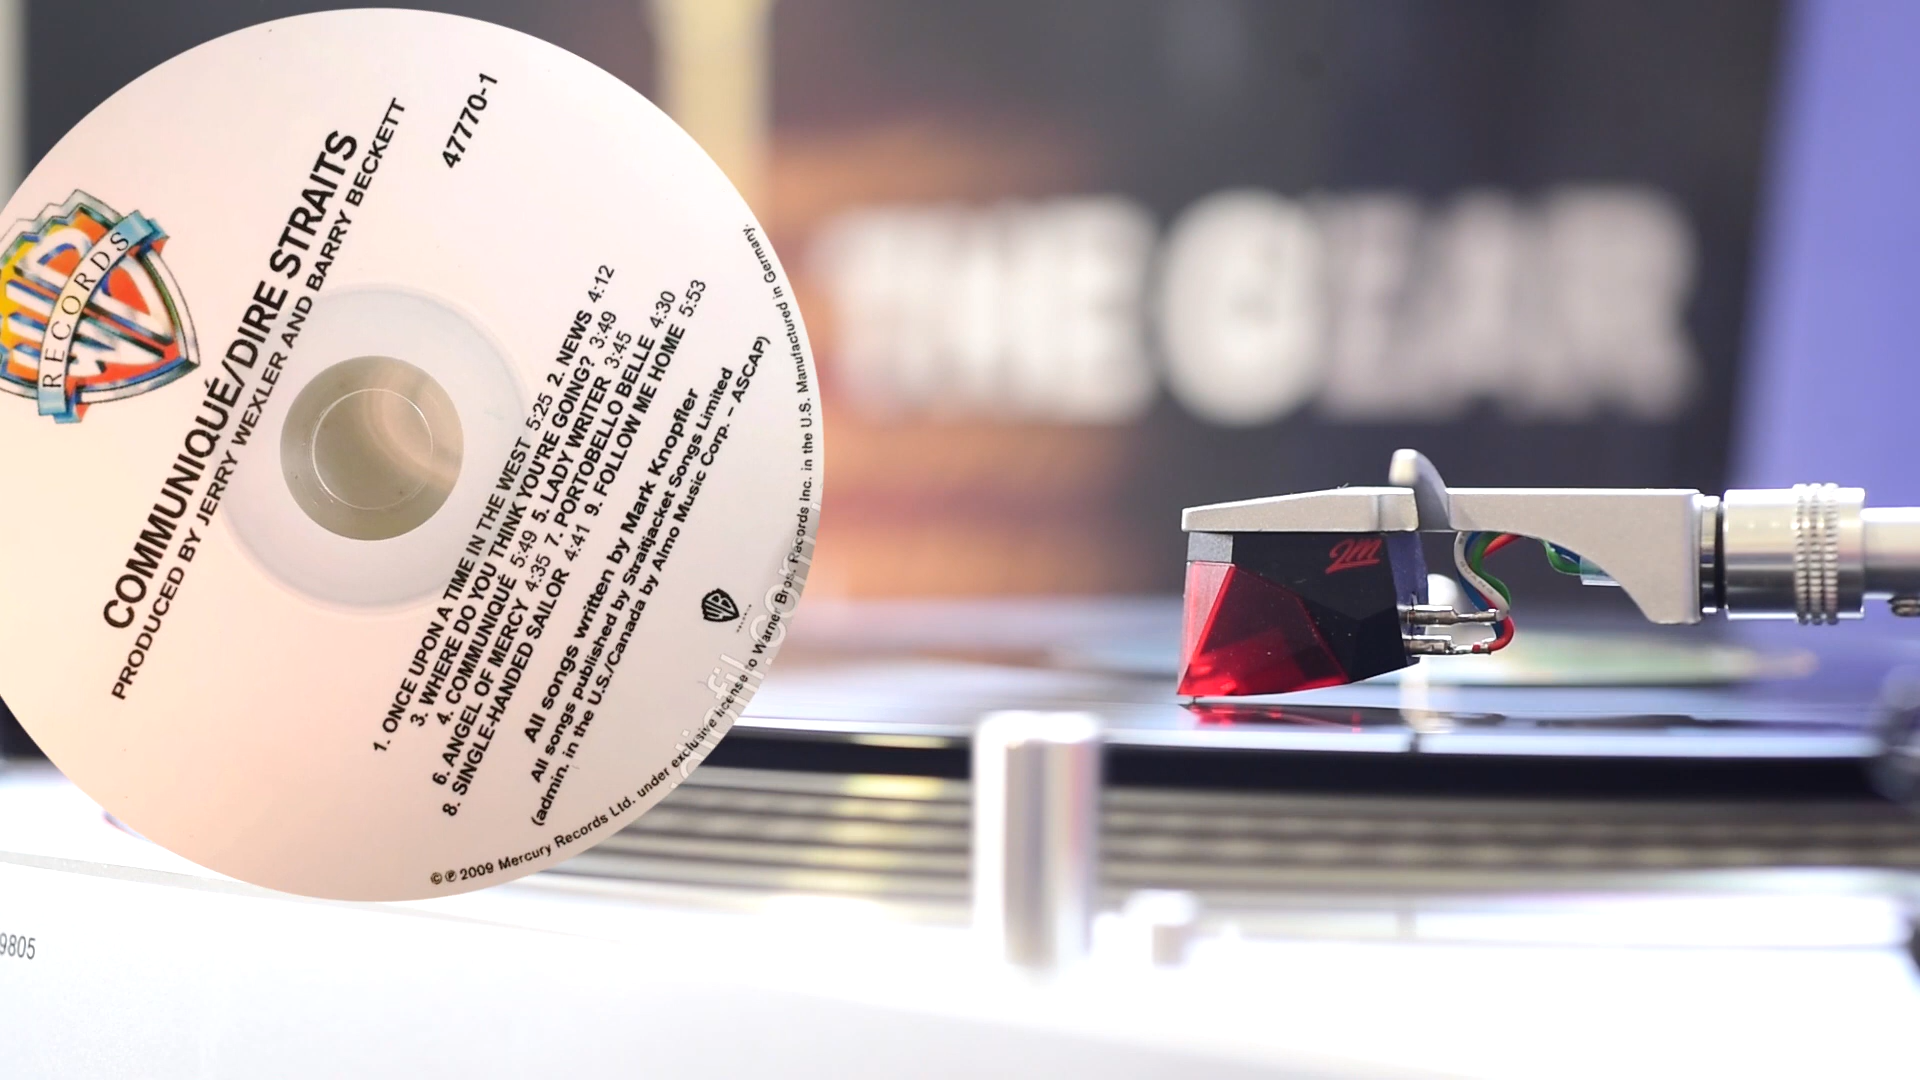 RECORDS
COMMUNIQUÉ/DIRE STRAITS
PRODUCED BY JERRY WEXLER AND BARRY BECKETT
47770-1
1. ONCE UPON A TIME IN THE WEST 5:25 2. NEWS 4:12
3. WHERE DO YOU THINK YOU'RE GOING? 3:49
4. COMMUNIQUÉ 5:49 5. LADY WRITER 3:45
6. ANGEL OF MERCY 4:35 7. PORTOBELLO BELLE 4:30
8. SINGLE-HANDED SAILOR 4:41 9. FOLLOW ME HOME 5:53
All songs written by Mark Knopfler
All songs published by Straitjacket Songs Limited
(admin. in the U.S./Canada by Almo Music Corp. – ASCAP)
© ℗ 2009 Mercury Records Ltd. under exclusive license to Warner Bros. Records Inc. in the U.S. Manufactured in Germany.
2M
9805